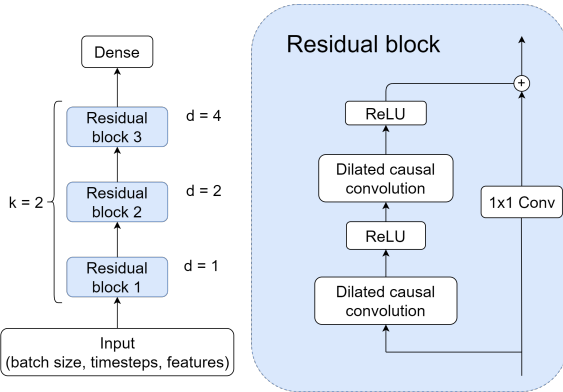 Dense
Residual
block 3
d = 4
Residual
block 2
d = 2
k = 2
Residual
block 1
d = 1
Input
(batch size, timesteps, features)
Residual block
+
ReLU
Dilated causal
convolution
1x1 Conv
ReLU
Dilated causal
convolution